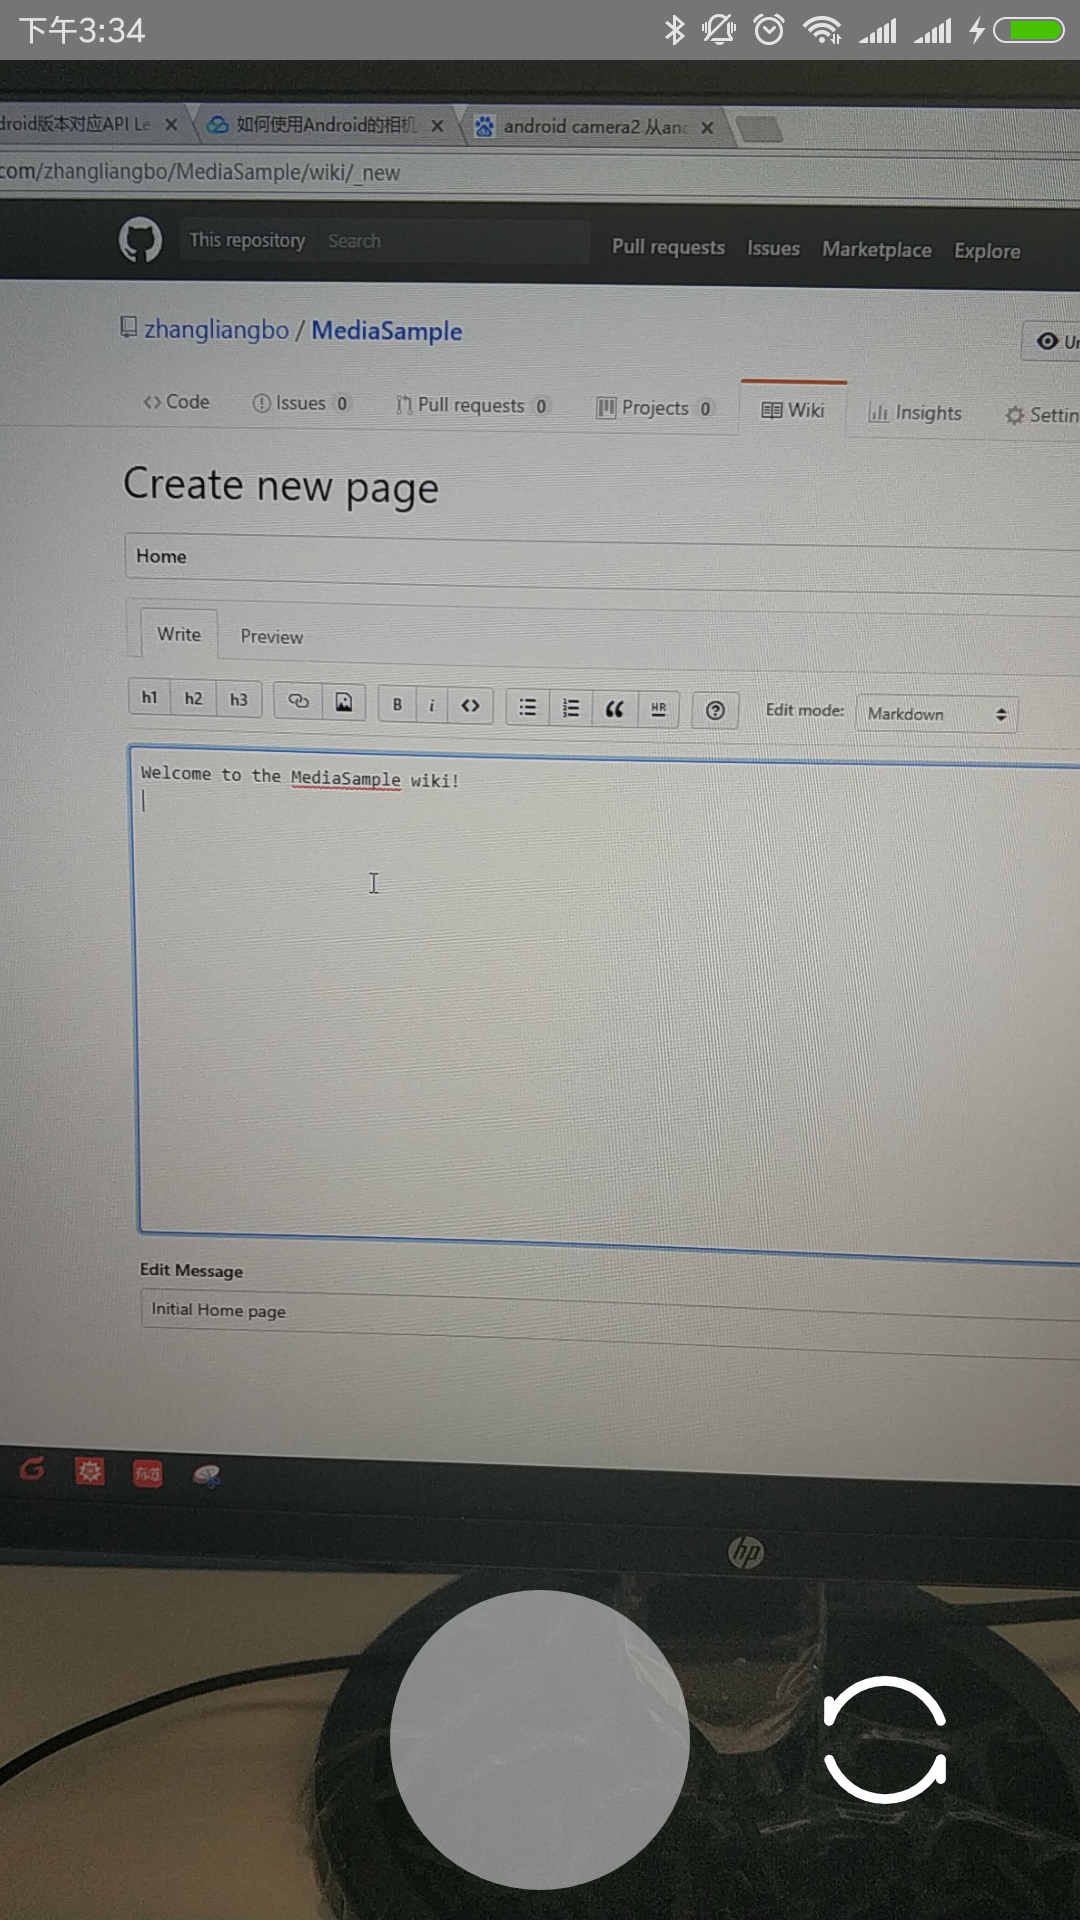 下午3:34
droid版本对应API Le
如何使用Android的相机
android camera2 从anc
com/zhangliangbo/MediaSample/wiki/_new
This repository Search Pull requests Issues Marketplace Explore
zhangliangbo / MediaSample
Un
Code Issues 0 Pull requests 0 Projects 0 Wiki Insights Settin
Create new page
Home
Write Preview
h1 h2 h3 B i <> HR Edit mode: Markdown
Welcome to the MediaSample wiki!
Edit Message
Initial Home page
有道
hp